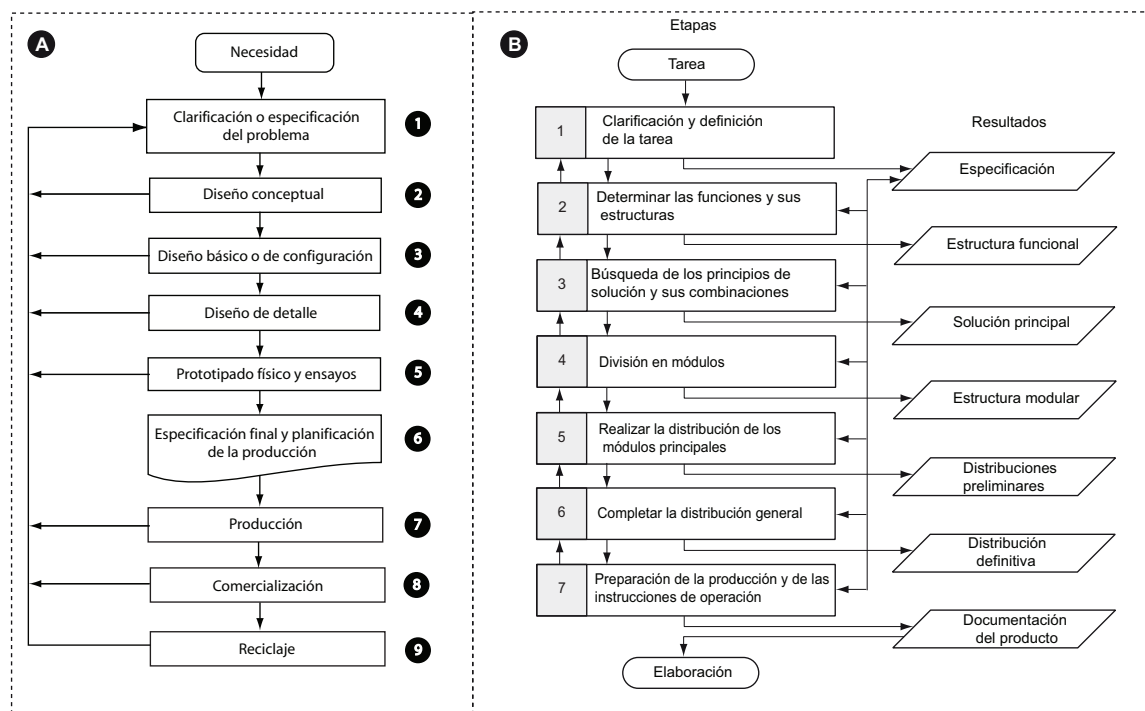 A
Necesidad
Clarificación o especificación
del problema
1
Diseño conceptual
2
Diseño básico o de configuración
3
Diseño de detalle
4
Prototipado físico y ensayos
5
Especificación final y planificación
de la producción
6
Producción
7
Comercialización
8
Reciclaje
9
B
Etapas
Tarea
Resultados
1
Clarificación y definición
de la tarea
Especificación
2
Determinar las funciones y sus
estructuras
Estructura funcional
3
Búsqueda de los principios de
solución y sus combinaciones
Solución principal
4
División en módulos
Estructura modular
5
Realizar la distribución de los
módulos principales
Distribuciones
preliminares
6
Completar la distribución general
Distribución
definitiva
7
Preparación de la producción y de las
instrucciones de operación
Documentación
del producto
Elaboración